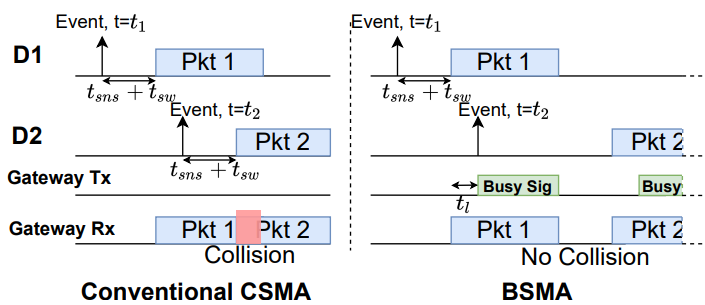 Event, t=t₁
D1
Pkt 1
tₛₙₛ + tₛw
Event, t=t₂
D2
Pkt 2
tₛₙₛ + tₛw
Gateway Tx
Gateway Rx
Pkt 1
Pkt 2
Collision
Conventional CSMA
Event, t=t₁
Pkt 1
tₛₙₛ + tₛw
Event, t=t₂
Pkt 2
Busy Sig
Busy
tₗ
Pkt 1
Pkt 2
No Collision
BSMA